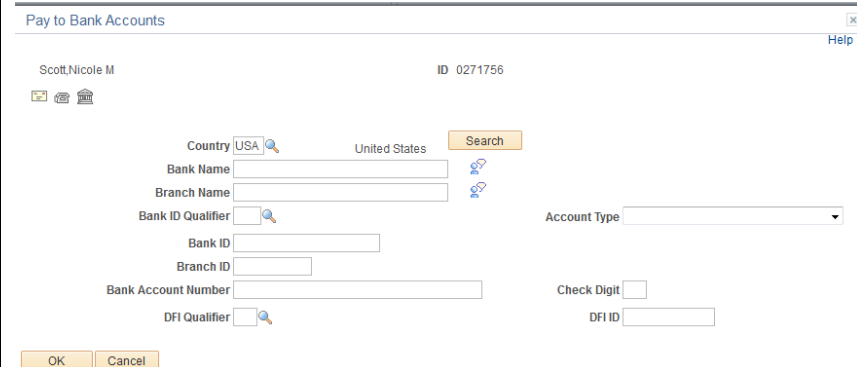 Pay to Bank Accounts
Help
Scott,Nicole M ID 0271756
Country USA United States Search
Bank Name
Branch Name
Bank ID Qualifier Account Type
Bank ID
Branch ID
Bank Account Number Check Digit
DFI Qualifier DFI ID
OK Cancel